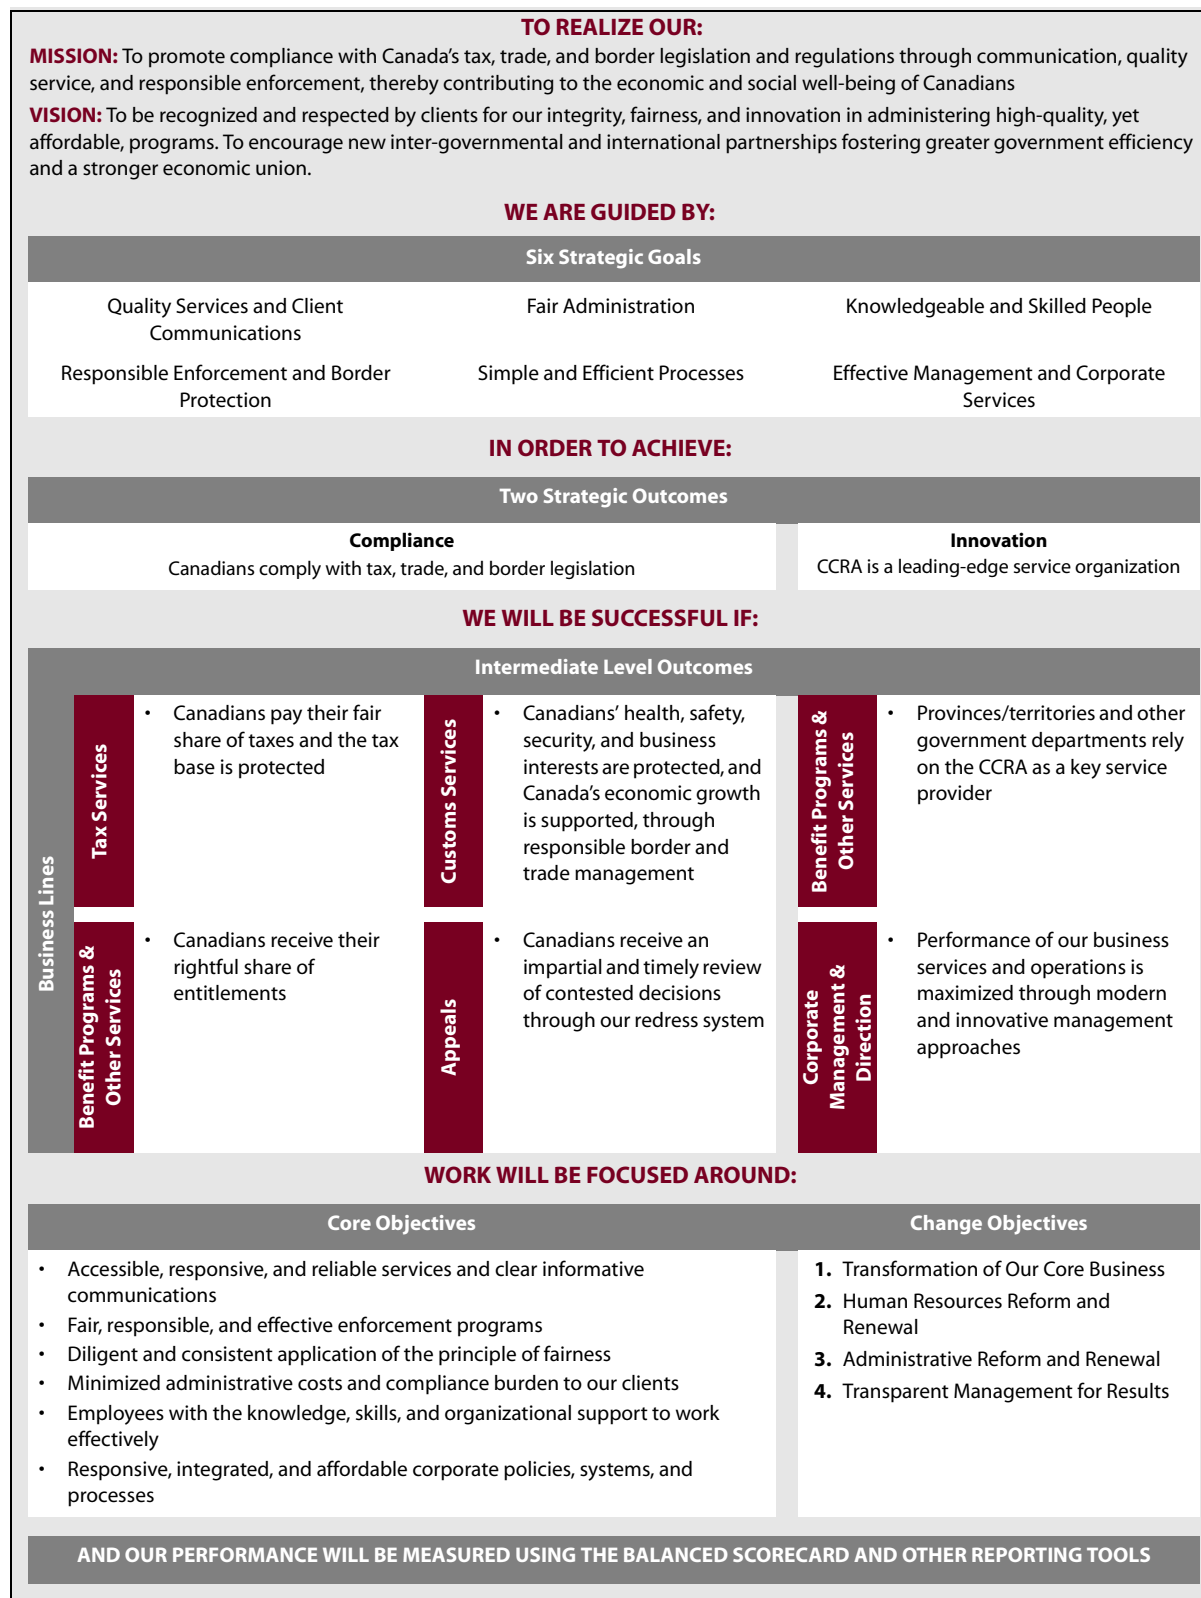 TO REALIZE OUR:
MISSION: To promote compliance with Canada’s tax, trade, and border legislation and regulations through communication, quality
service, and responsible enforcement, thereby contributing to the economic and social well-being of Canadians
VISION: To be recognized and respected by clients for our integrity, fairness, and innovation in administering high-quality, yet
affordable, programs. To encourage new inter-governmental and international partnerships fostering greater government efficiency
and a stronger economic union.
WE ARE GUIDED BY:
Six Strategic Goals
Quality Services and Client
Communications
Fair Administration
Knowledgeable and Skilled People
Responsible Enforcement and Border
Protection
Simple and Efficient Processes
Effective Management and Corporate
Services
IN ORDER TO ACHIEVE:
Two Strategic Outcomes
Compliance
Canadians comply with tax, trade, and border legislation
Innovation
CCRA is a leading-edge service organization
WE WILL BE SUCCESSFUL IF:
Intermediate Level Outcomes
Business Lines
Tax Services
• Canadians pay their fair
share of taxes and the tax
base is protected
Customs Services
• Canadians’ health, safety,
security, and business
interests are protected, and
Canada’s economic growth
is supported, through
responsible border and
trade management
Benefit Programs &
Other Services
• Provinces/territories and other
government departments rely
on the CCRA as a key service
provider
Benefit Programs &
Other Services
• Canadians receive their
rightful share of
entitlements
Appeals
• Canadians receive an
impartial and timely review
of contested decisions
through our redress system
Corporate
Management &
Direction
• Performance of our business
services and operations is
maximized through modern
and innovative management
approaches
WORK WILL BE FOCUSED AROUND:
Core Objectives
• Accessible, responsive, and reliable services and clear informative
communications
• Fair, responsible, and effective enforcement programs
• Diligent and consistent application of the principle of fairness
• Minimized administrative costs and compliance burden to our clients
• Employees with the knowledge, skills, and organizational support to work
effectively
• Responsive, integrated, and affordable corporate policies, systems, and
processes
Change Objectives
1. Transformation of Our Core Business
2. Human Resources Reform and
Renewal
3. Administrative Reform and Renewal
4. Transparent Management for Results
AND OUR PERFORMANCE WILL BE MEASURED USING THE BALANCED SCORECARD AND OTHER REPORTING TOOLS